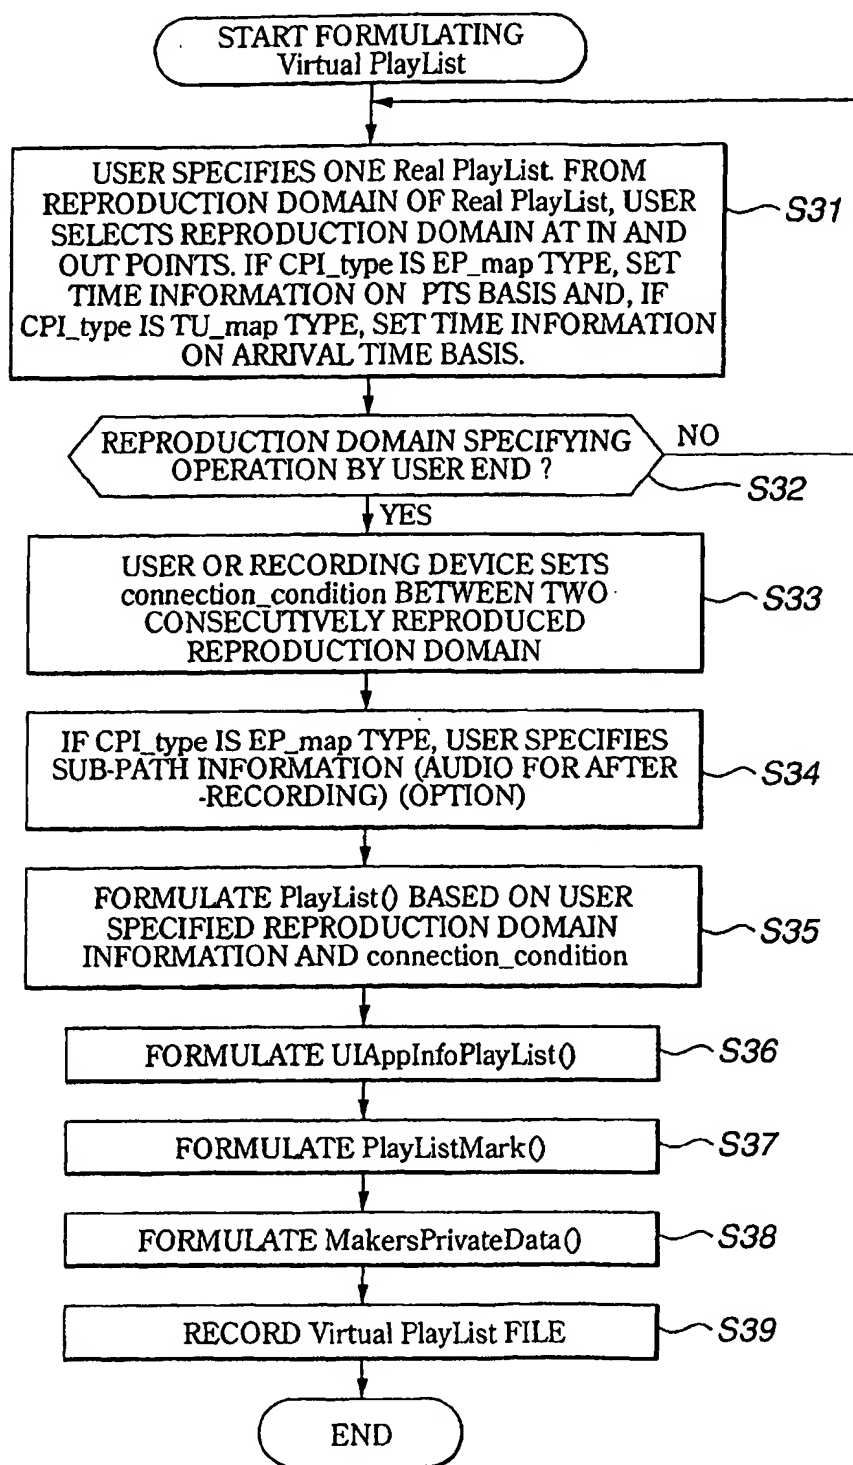 START FORMULATING
Virtual PlayList
USER SPECIFIES ONE Real PlayList. FROM
REPRODUCTION DOMAIN OF Real PlayList, USER
SELECTS REPRODUCTION DOMAIN AT IN AND
OUT POINTS. IF CPI_type IS EP_map TYPE, SET
TIME INFORMATION ON PTS BASIS AND, IF
CPI_type IS TU_map TYPE, SET TIME INFORMATION
ON ARRIVAL TIME BASIS.
S31
REPRODUCTION DOMAIN SPECIFYING
OPERATION BY USER END ?
NO
S32
YES
USER OR RECORDING DEVICE SETS
connection_condition BETWEEN TWO
CONSECUTIVELY REPRODUCED
REPRODUCTION DOMAIN
S33
IF CPI_type IS EP_map TYPE, USER SPECIFIES
SUB-PATH INFORMATION (AUDIO FOR AFTER
-RECORDING) (OPTION)
S34
FORMULATE PlayList() BASED ON USER
SPECIFIED REPRODUCTION DOMAIN
INFORMATION AND connection_condition
S35
FORMULATE UIAppInfoPlayList()
S36
FORMULATE PlayListMark()
S37
FORMULATE MakersPrivateData()
S38
RECORD Virtual PlayList FILE
S39
END